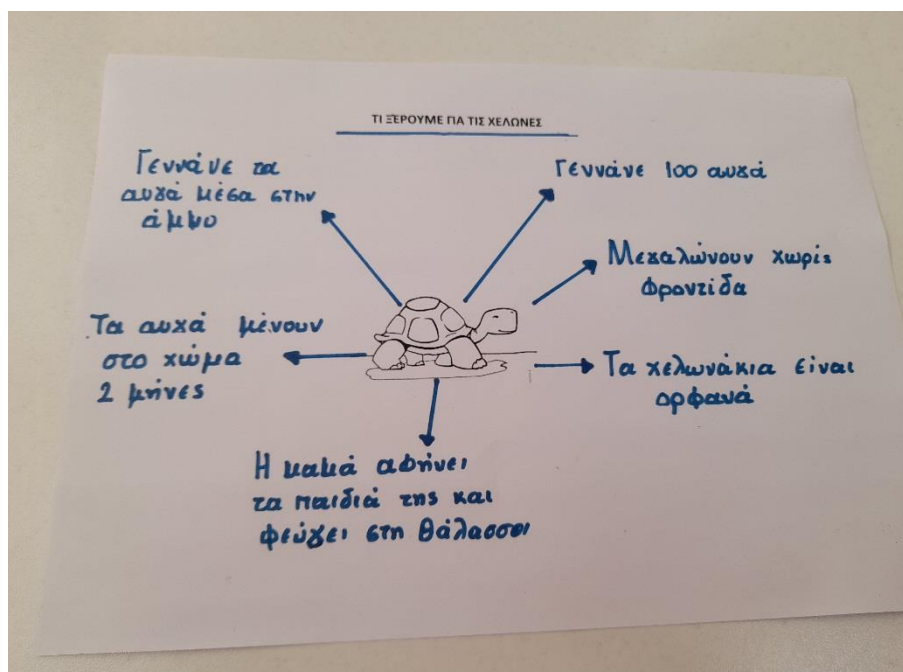 ΤΙ ΞΕΡΟΥΜΕ ΓΙΑ ΤΙΣ ΧΕΛΩΝΕΣ
Γεννάνε τα
αυγά μέσα στην
άμμο
Γεννάνε 100 αυγά
Μεγαλώνουν χωρίς
φροντίδα
Τα αυγά μένουν
στο χώμα
2 μήνες
Τα χελωνάκια είναι
ορφανά
Η μαμά αφήνει
τα παιδιά της και
φεύγει στη θάλασσα